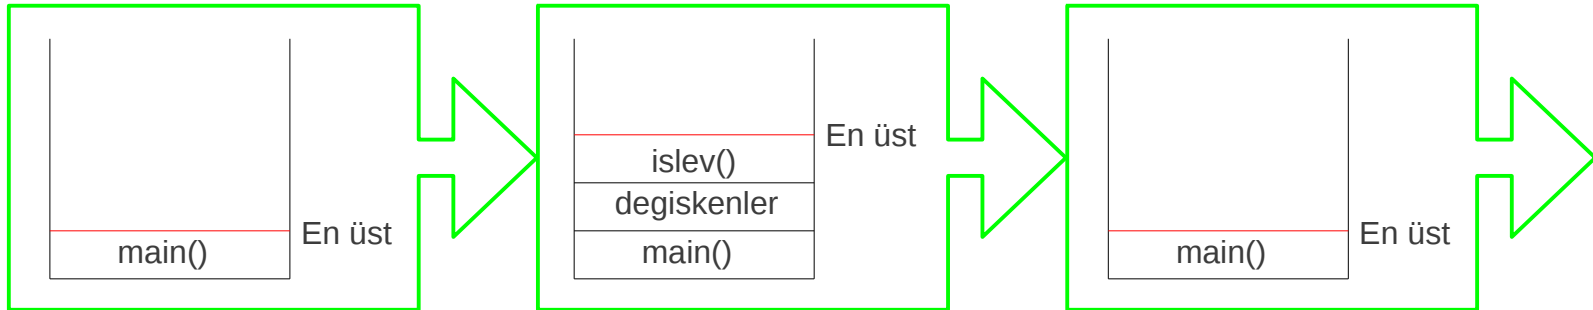 main()
En üst
En üst
islev()
degiskenler
main()
main()
En üst